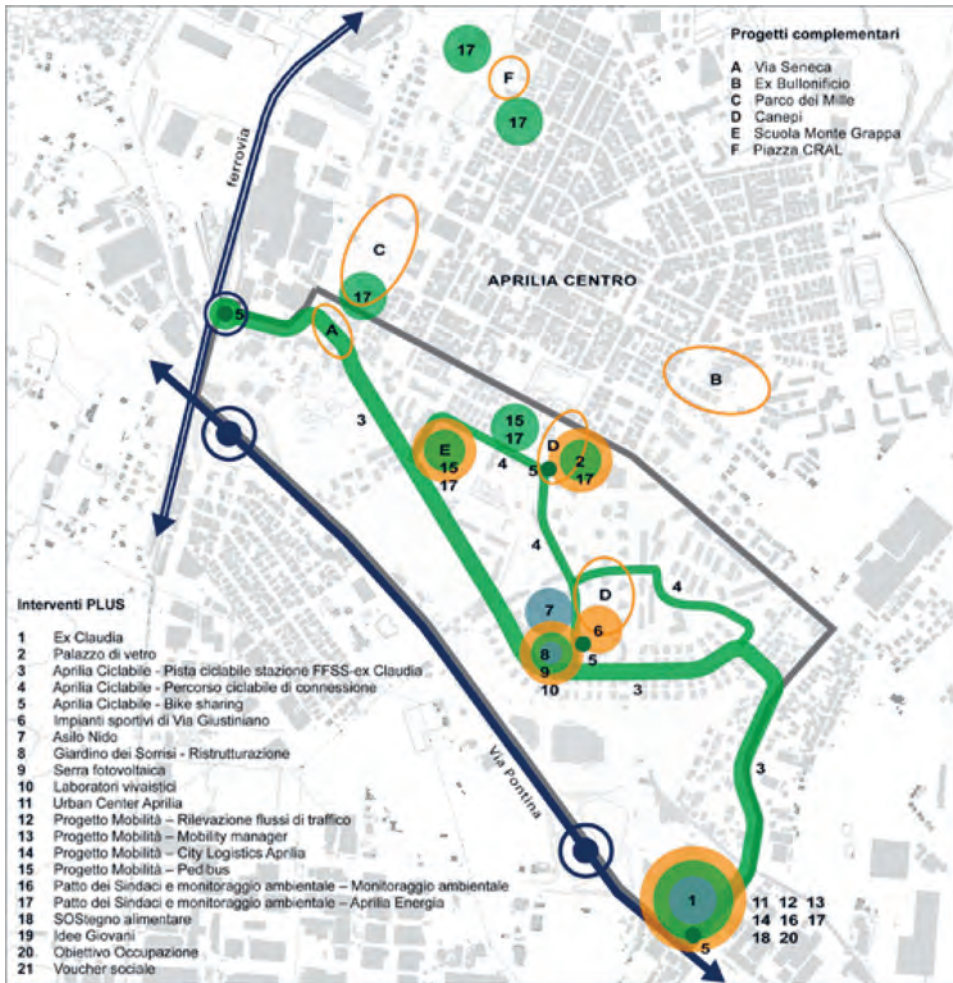 Progetti complementari
A Via Seneca
B Ex Bullonificio
C Parco dei Mille
D Canepi
E Scuola Monte Grappa
F Piazza CRAL
17
F
17
ferrovia
C
APRILIA CENTRO
17
5
A
B
3
15
17
E
15
17
4
D
5
2
17
4
D
4
7
6
8
5
9
10
3
3
Via Pontina
1
11 12 13
14 16 17
18 20
5
Interventi PLUS
1 Ex Claudia
2 Palazzo di vetro
3 Aprilia Ciclabile - Pista ciclabile stazione FFSS-ex Claudia
4 Aprilia Ciclabile - Percorso ciclabile di connessione
5 Aprilia Ciclabile - Bike sharing
6 Impianti sportivi di Via Giustiniano
7 Asilo Nido
8 Giardino dei Sorrisi - Ristrutturazione
9 Serra fotovoltaica
10 Laboratori vivaistici
11 Urban Center Aprilia
12 Progetto Mobilità – Rilevazione flussi di traffico
13 Progetto Mobilità – Mobility manager
14 Progetto Mobilità – City Logistics Aprilia
15 Progetto Mobilità – Pedibus
16 Patto dei Sindaci e monitoraggio ambientale – Monitoraggio ambientale
17 Patto dei Sindaci e monitoraggio ambientale – Aprilia Energia
18 SOStegno alimentare
19 Idee Giovani
20 Obiettivo Occupazione
21 Voucher sociale